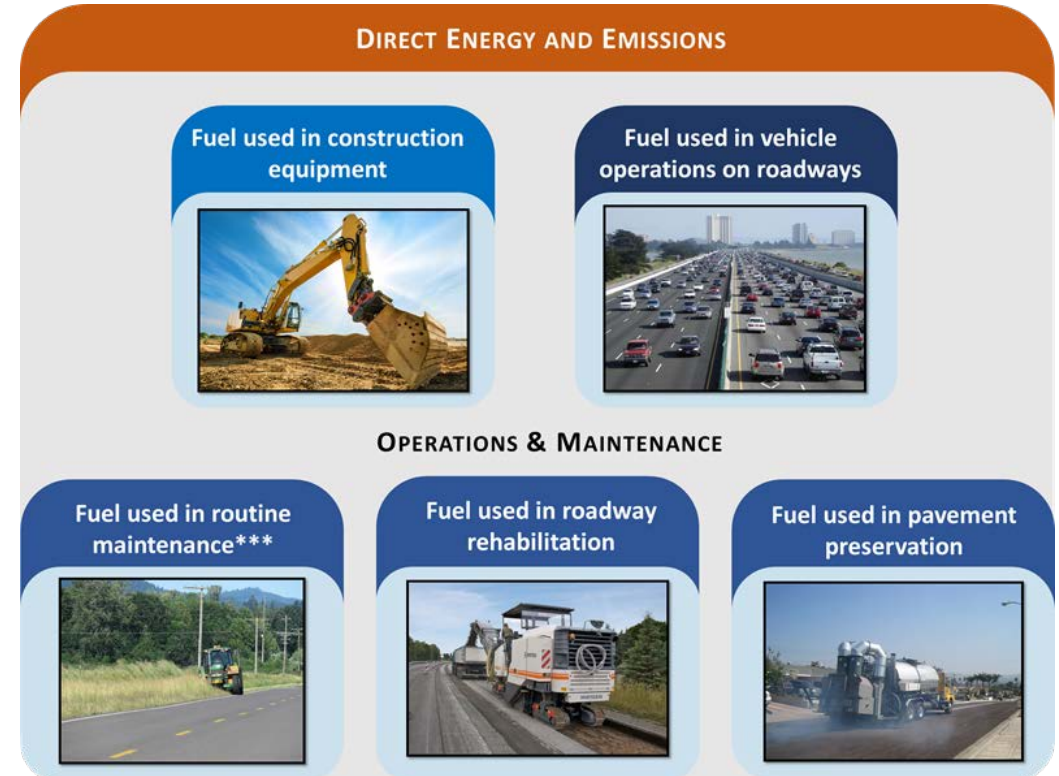 DIRECT ENERGY AND EMISSIONS
Fuel used in construction
equipment
Fuel used in vehicle
operations on roadways
OPERATIONS & MAINTENANCE
Fuel used in routine
maintenance***
Fuel used in roadway
rehabilitation
Fuel used in pavement
preservation